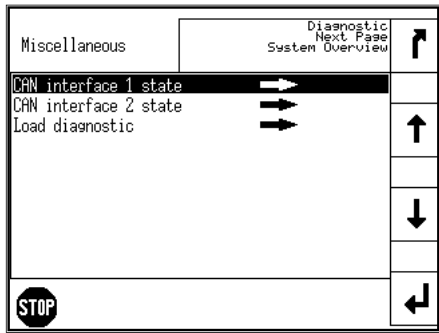 Miscellaneous
Diagnostic
Next Page
System Overview
CAN interface 1 state
CAN interface 2 state
Load diagnostic
STOP